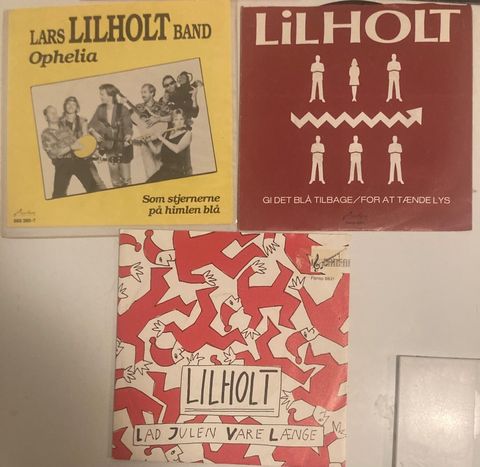 LARS LILHOLT BAND
Ophelia
Som stjernerne
på himlen blå
LiLHOLT
GI DET BLÅ TILBAGE/FOR AT TÆNDE LYS
LILHOLT
LAD JULEN VARE LÆNGE